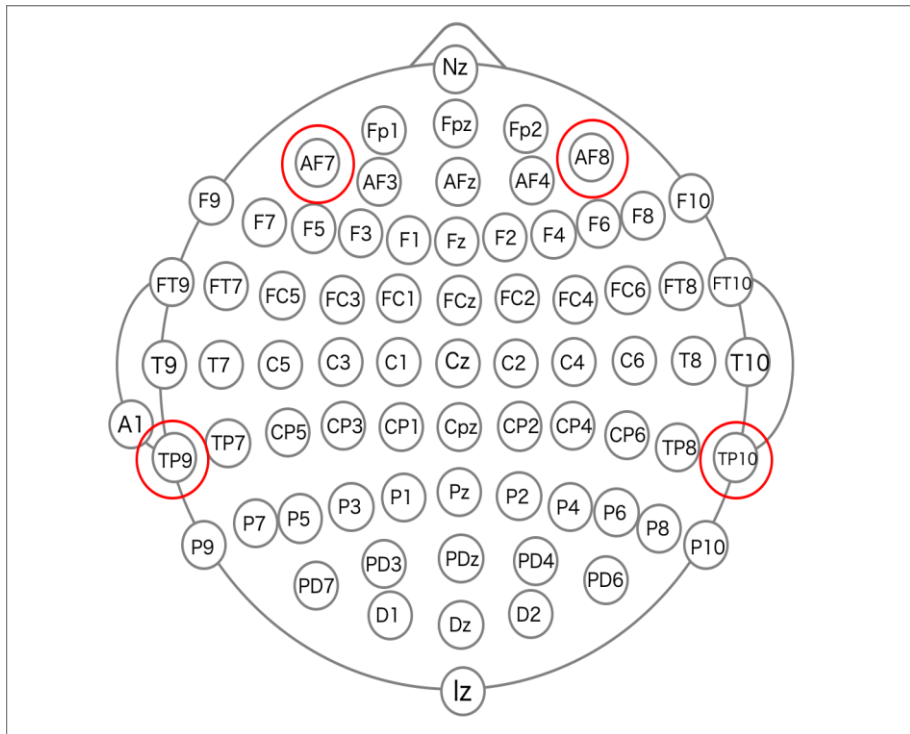 Nz
Fp1 Fpz Fp2
AF7 AF3 AFz AF4 AF8
F9 F7 F5 F3 F1 Fz F2 F4 F6 F8 F10
FT9 FT7 FC5 FC3 FC1 FCz FC2 FC4 FC6 FT8 FT10
T9 T7 C5 C3 C1 Cz C2 C4 C6 T8 T10
A1 TP9 TP7 CP5 CP3 CP1 Cpz CP2 CP4 CP6 TP8 TP10
P9 P7 P5 P3 P1 Pz P2 P4 P6 P8 P10
PD7 PD3 PDz PD4 PD6
D1 Dz D2
Iz